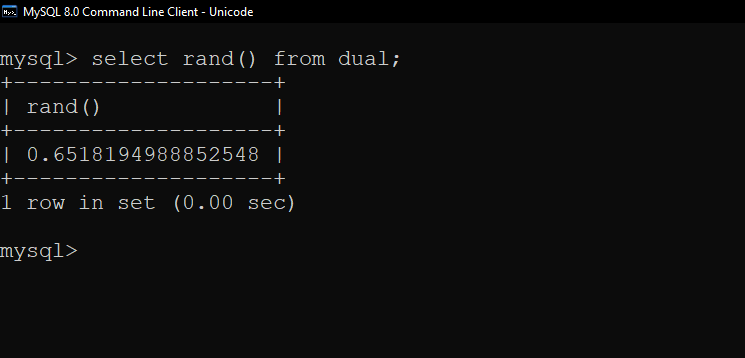 MySQL 8.0 Command Line Client - Unicode
mysql> select rand() from dual;
+--------------------+
| rand()             |
+--------------------+
| 0.6518194988852548 |
+--------------------+
1 row in set (0.00 sec)
mysql>